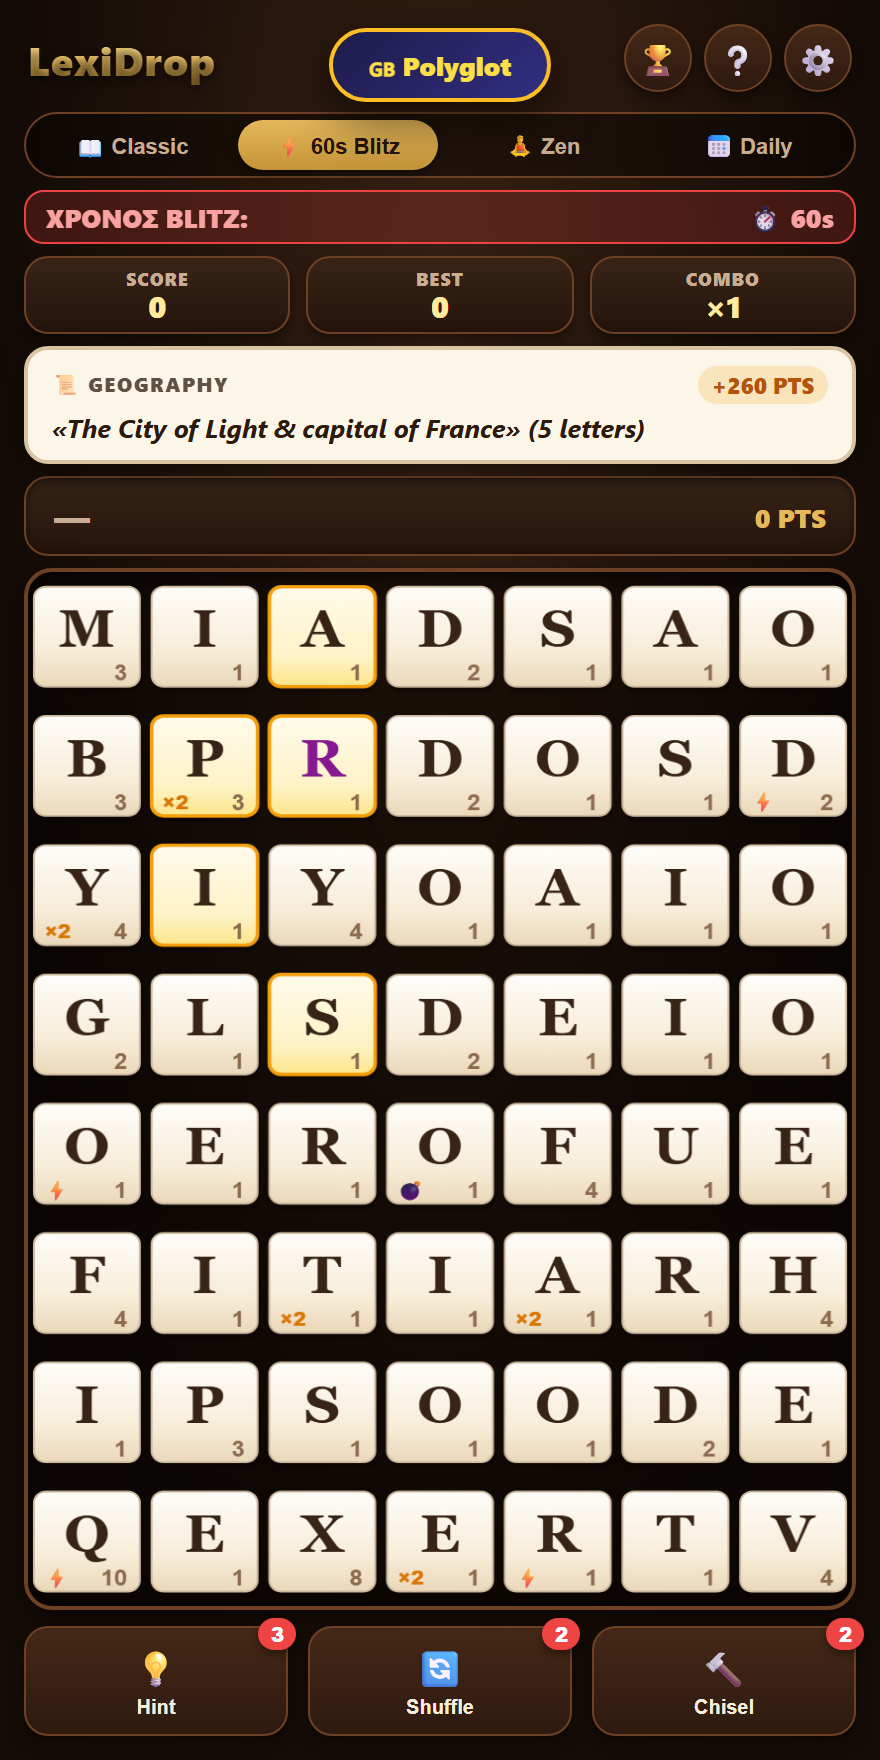 LexiDrop
GB Polyglot
Classic
60s Blitz
Zen
Daily
ΧΡΟΝΟΣ BLITZ:
60s
SCORE
0
BEST
0
COMBO
×1
GEOGRAPHY
+260 PTS
«The City of Light & capital of France» (5 letters)
—
0 PTS
M 3 I 1 A 1 D 2 S 1 A 1 O 1
B 3 P ×2 3 R 1 D 2 O 1 S 1 D 2
Y ×2 4 I 1 Y 4 O 1 A 1 I 1 O 1
G 2 L 1 S 1 D 2 E 1 I 1 O 1
O 1 E 1 R 1 O 1 F 4 U 1 E 1
F 4 I 1 T ×2 1 I 1 A ×2 1 R 1 H 4
I 1 P 3 S 1 O 1 O 1 D 2 E 1
Q 10 E 1 X 8 E ×2 1 R 1 T 1 V 4
3
Hint
2
Shuffle
2
Chisel